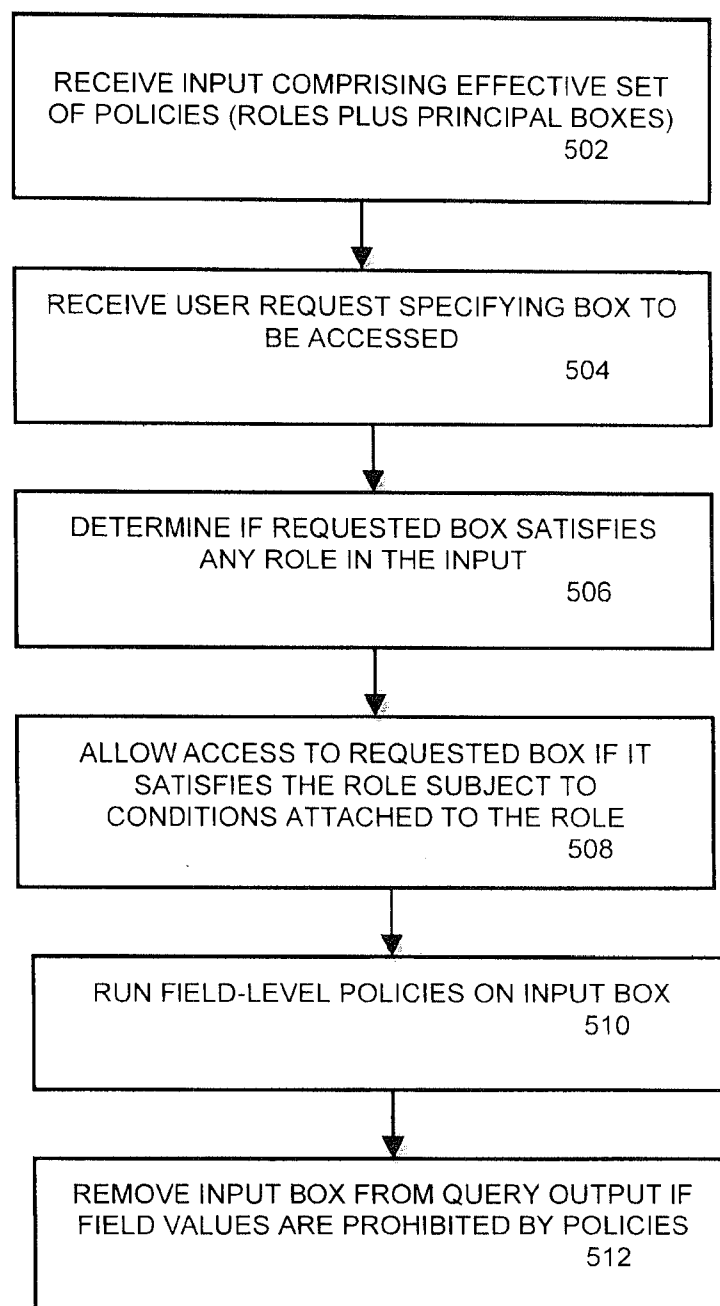 RECEIVE INPUT COMPRISING EFFECTIVE SET
OF POLICIES (ROLES PLUS PRINCIPAL BOXES)
502
RECEIVE USER REQUEST SPECIFYING BOX TO
BE ACCESSED
504
DETERMINE IF REQUESTED BOX SATISFIES
ANY ROLE IN THE INPUT
506
ALLOW ACCESS TO REQUESTED BOX IF IT
SATISFIES THE ROLE SUBJECT TO
CONDITIONS ATTACHED TO THE ROLE
508
RUN FIELD-LEVEL POLICIES ON INPUT BOX
510
REMOVE INPUT BOX FROM QUERY OUTPUT IF
FIELD VALUES ARE PROHIBITED BY POLICIES
512